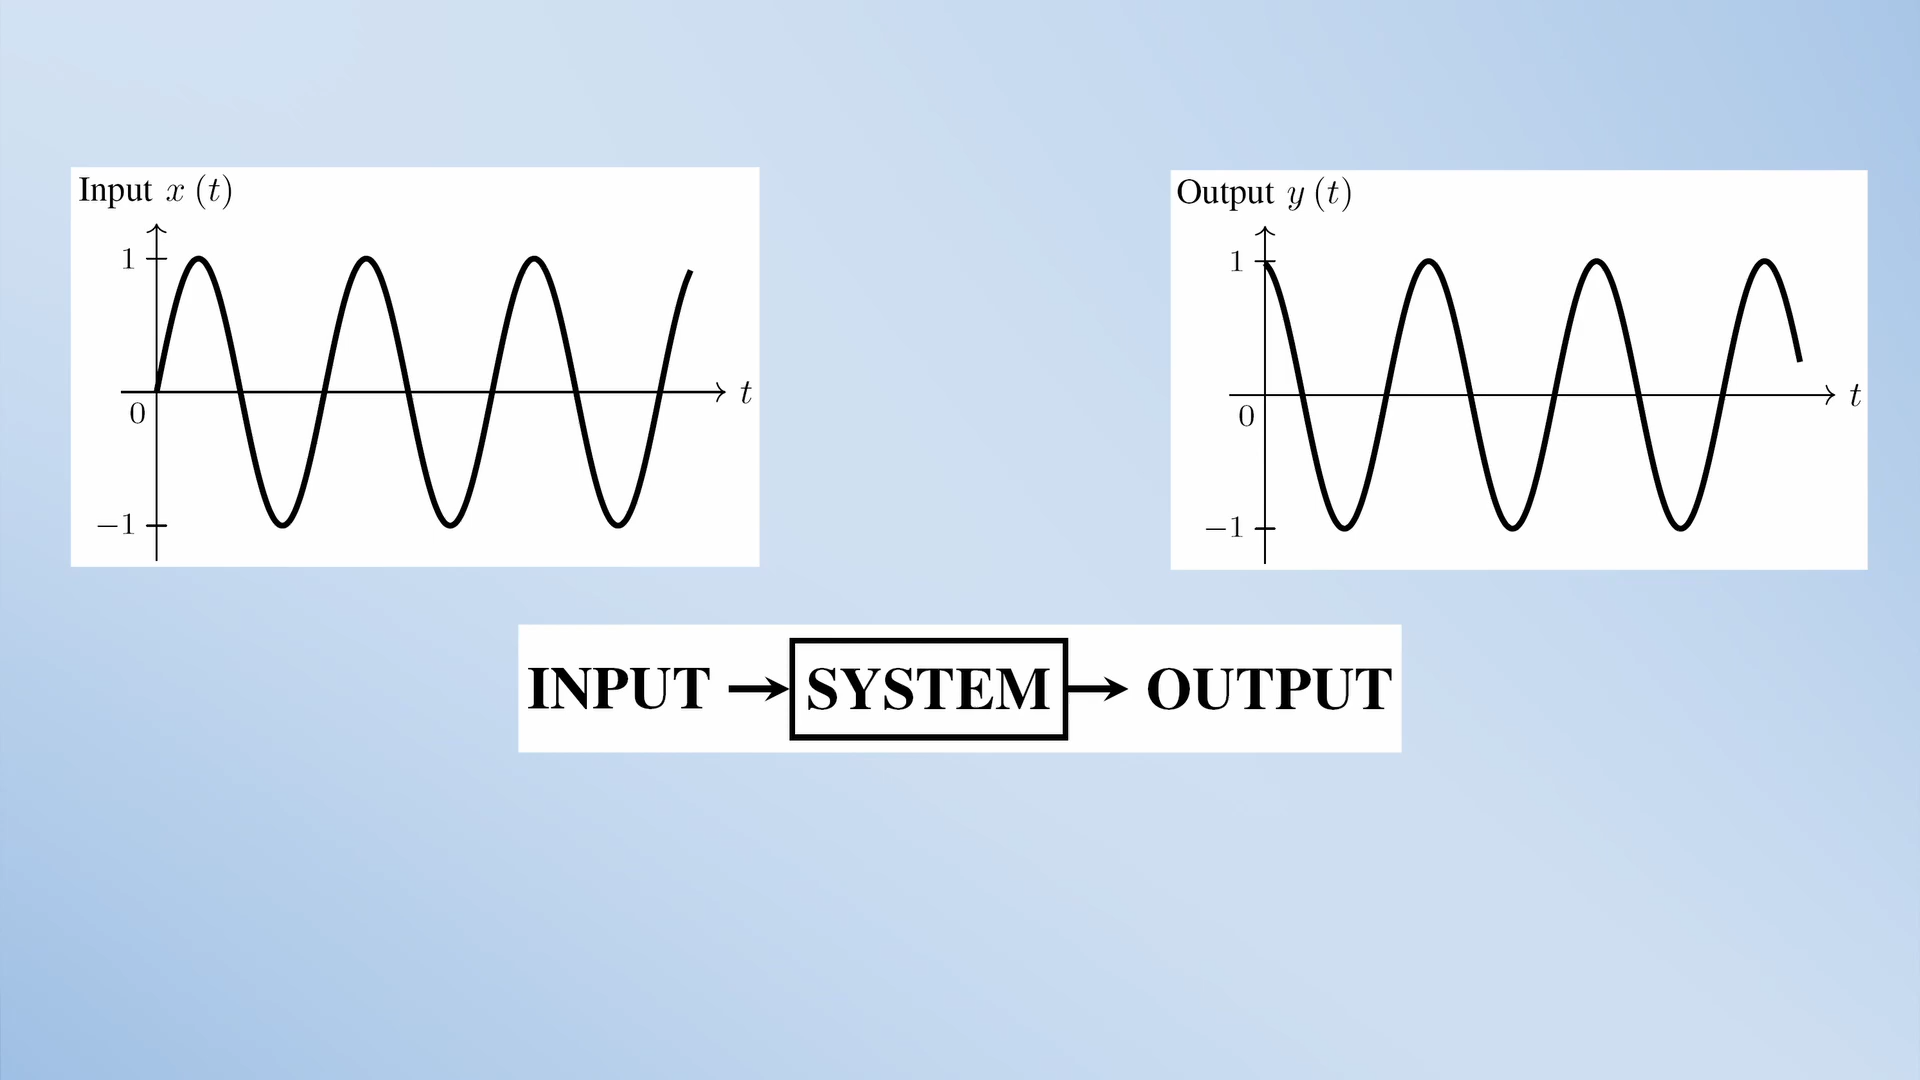 Input x (t)
1
0
−1
t
Output y (t)
1
0
−1
t
INPUT → SYSTEM → OUTPUT